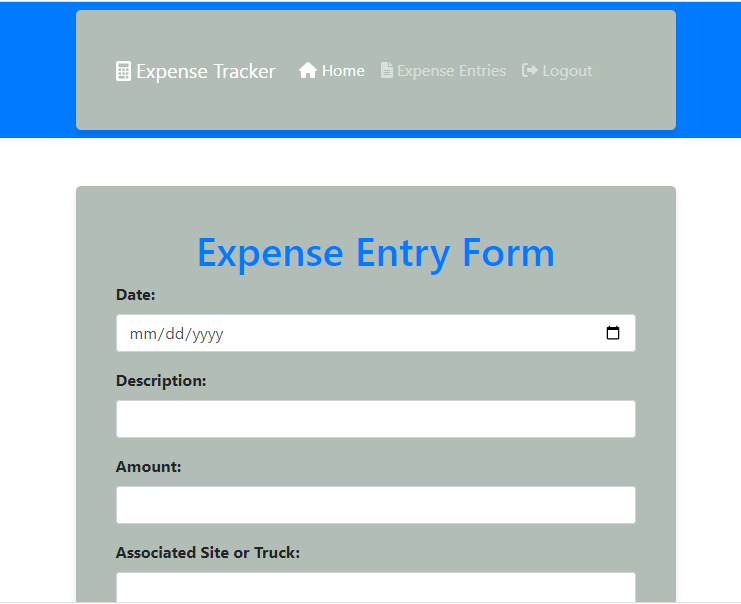 Expense Tracker Home Expense Entries Logout
Expense Entry Form
Date:
mm/dd/yyyy
Description:
Amount:
Associated Site or Truck: